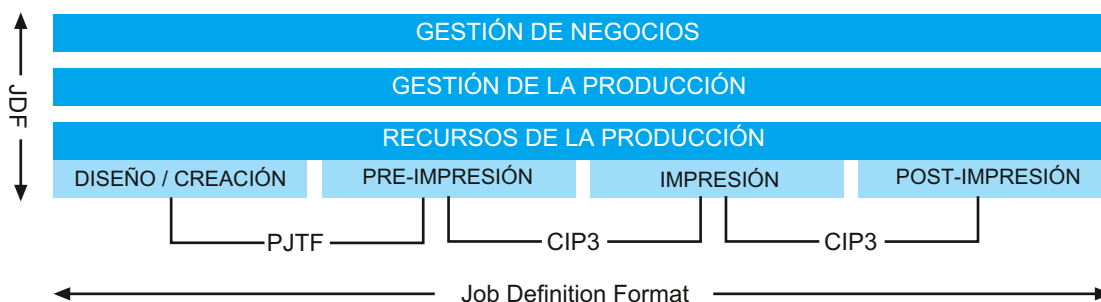 GESTIÓN DE NEGOCIOS
GESTIÓN DE LA PRODUCCIÓN
JDF
RECURSOS DE LA PRODUCCIÓN
DISEÑO / CREACIÓN
PRE-IMPRESIÓN
IMPRESIÓN
POST-IMPRESIÓN
PJTF
CIP3
CIP3
Job Definition Format